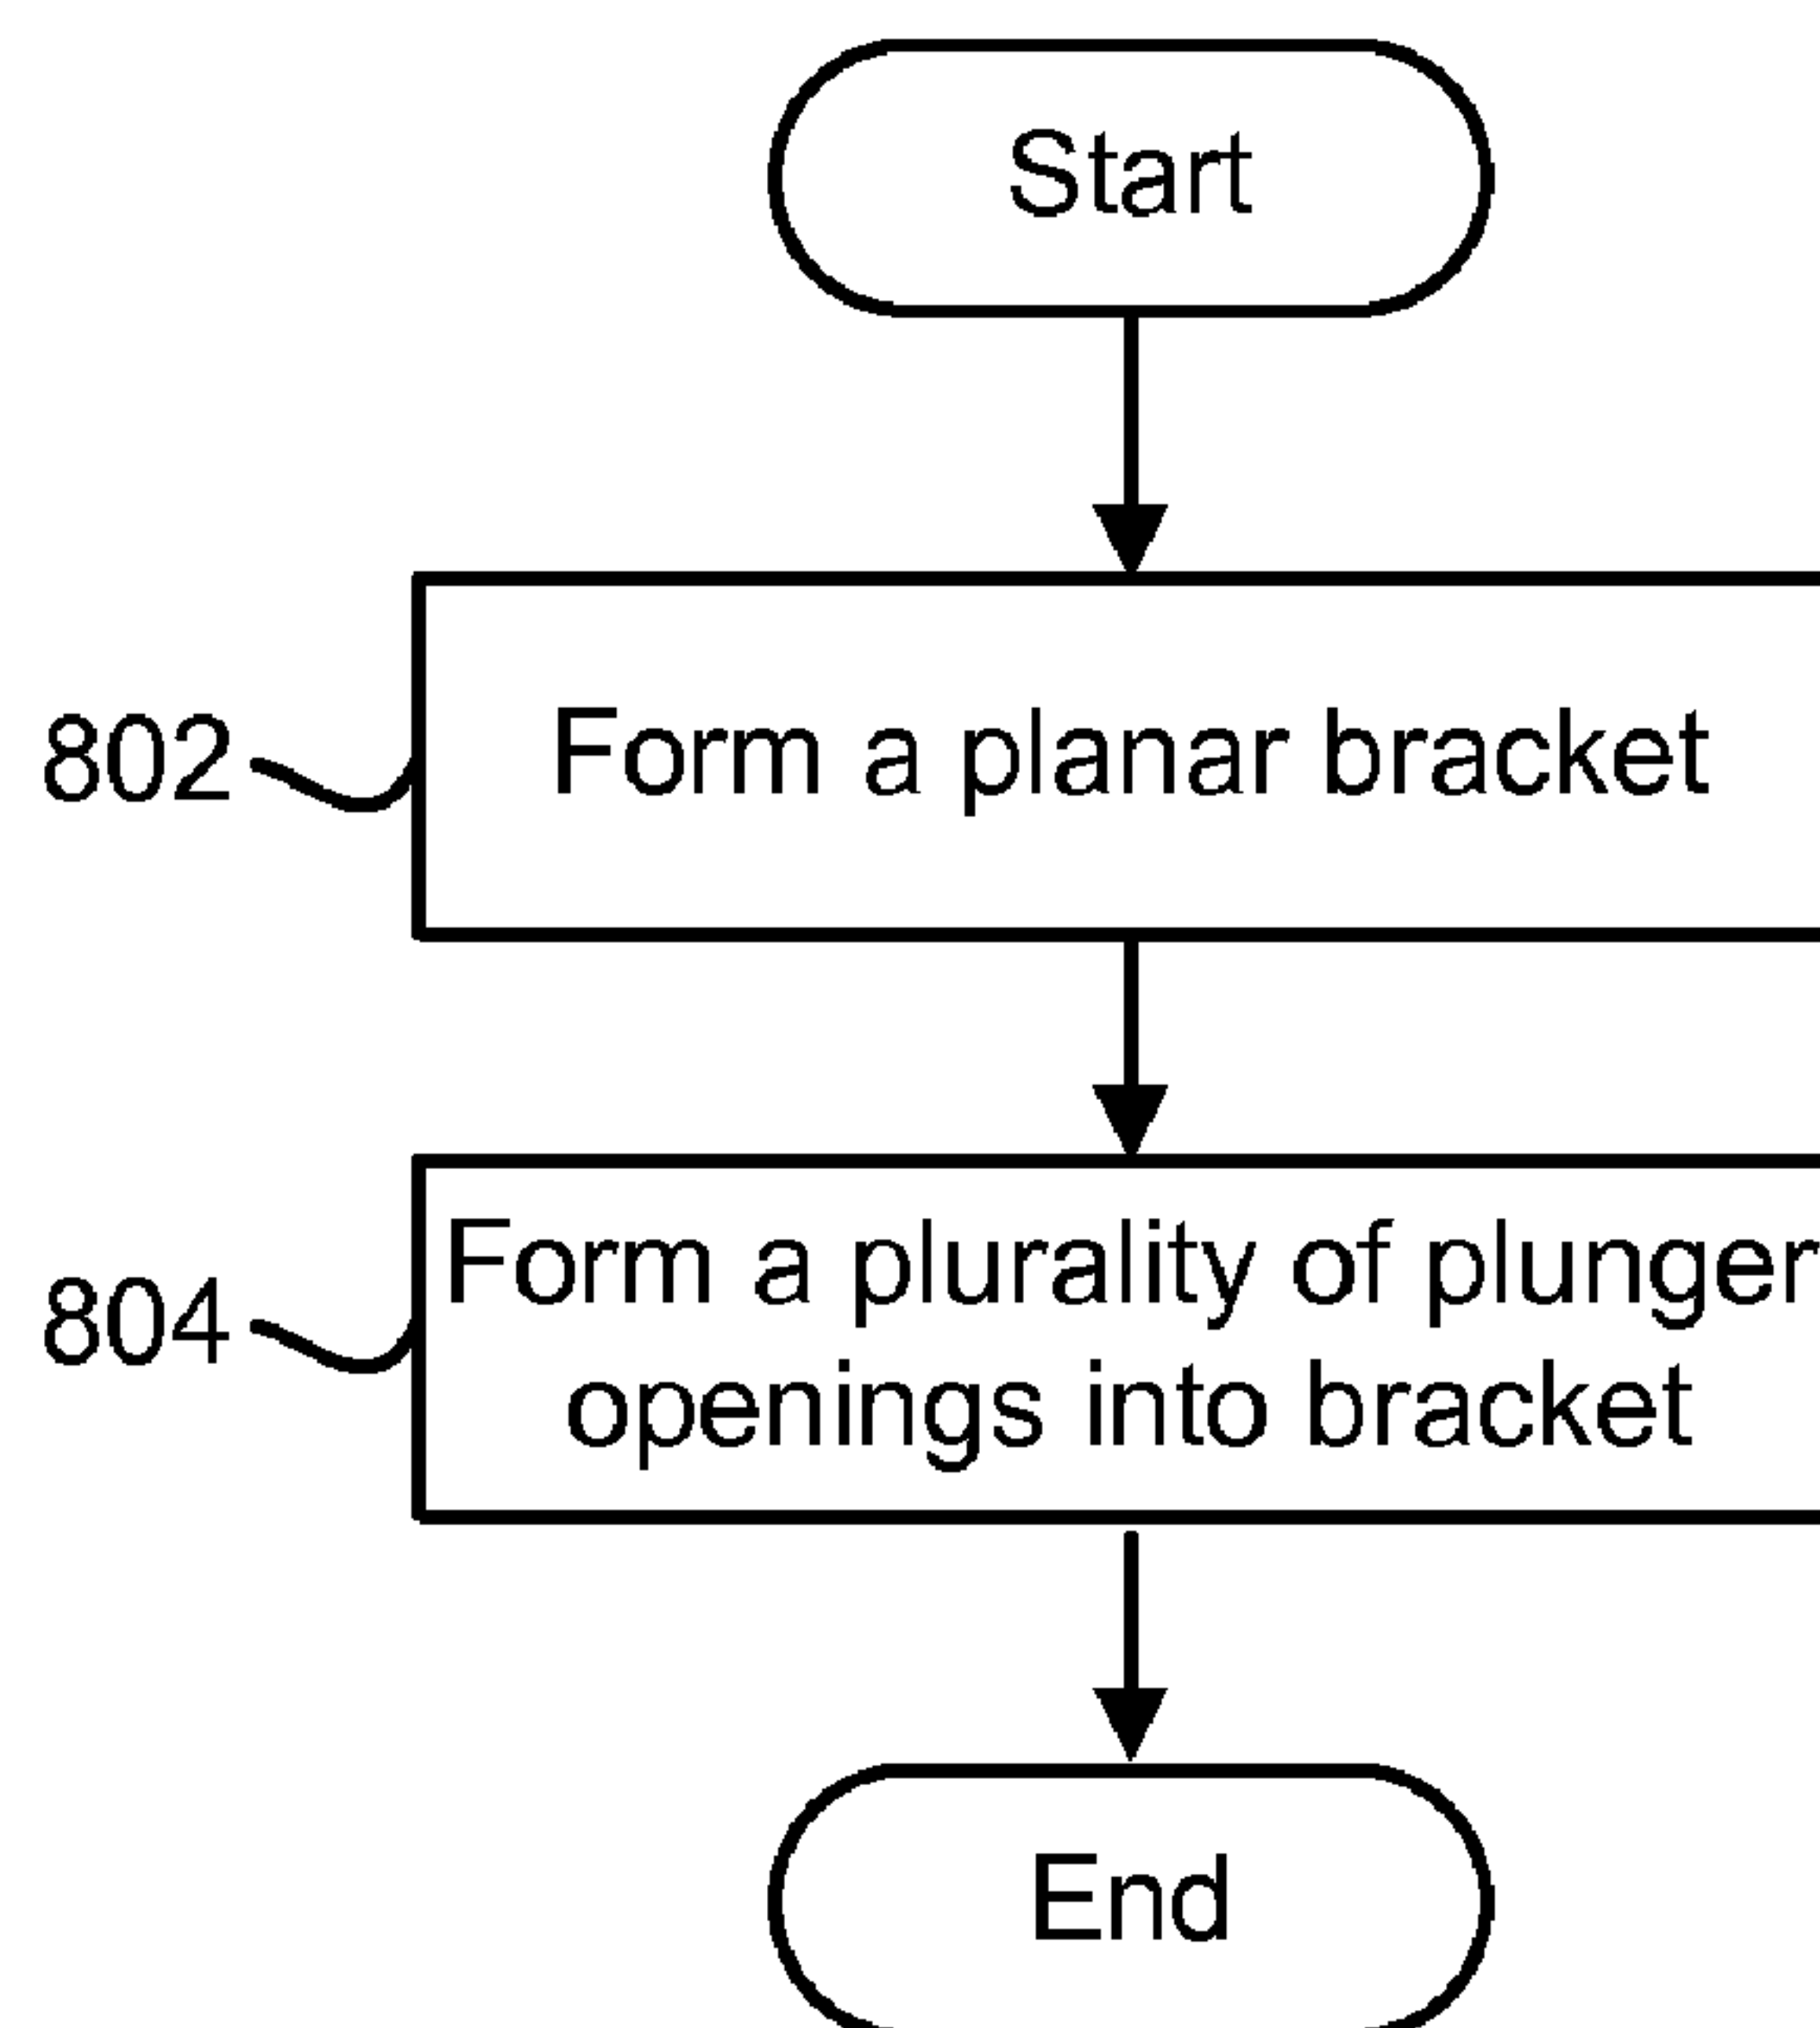 Start
802
Form a planar bracket
804
Form a plurality of plunger
openings into bracket
End